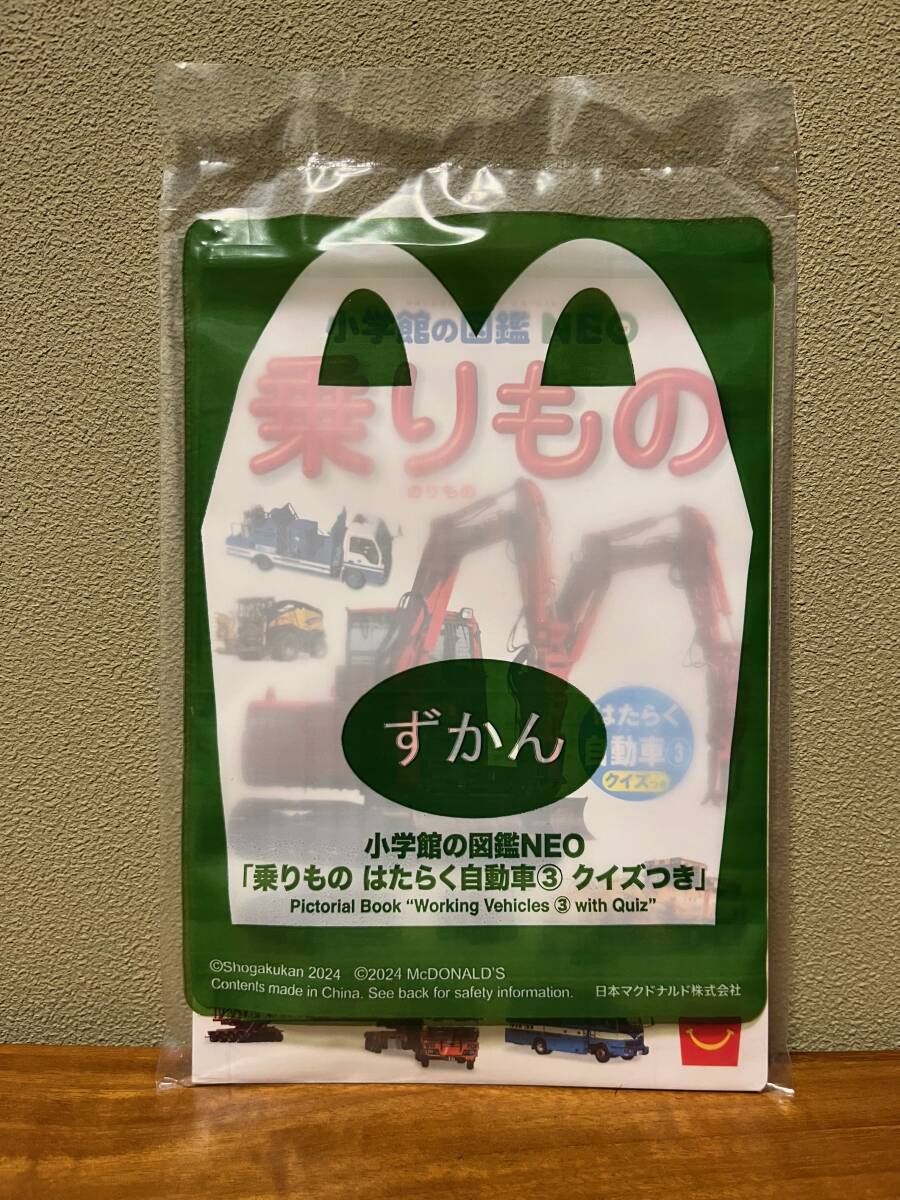 小学館の図鑑 NEO
乗りもの
のりもの
はたらく
自動車③
クイズつき
ずかん
小学館の図鑑NEO
「乗りもの はたらく自動車③ クイズつき」
Pictorial Book “Working Vehicles ③ with Quiz”
©Shogakukan 2024 ©2024 McDONALD'S
Contents made in China. See back for safety information.
日本マクドナルド株式会社